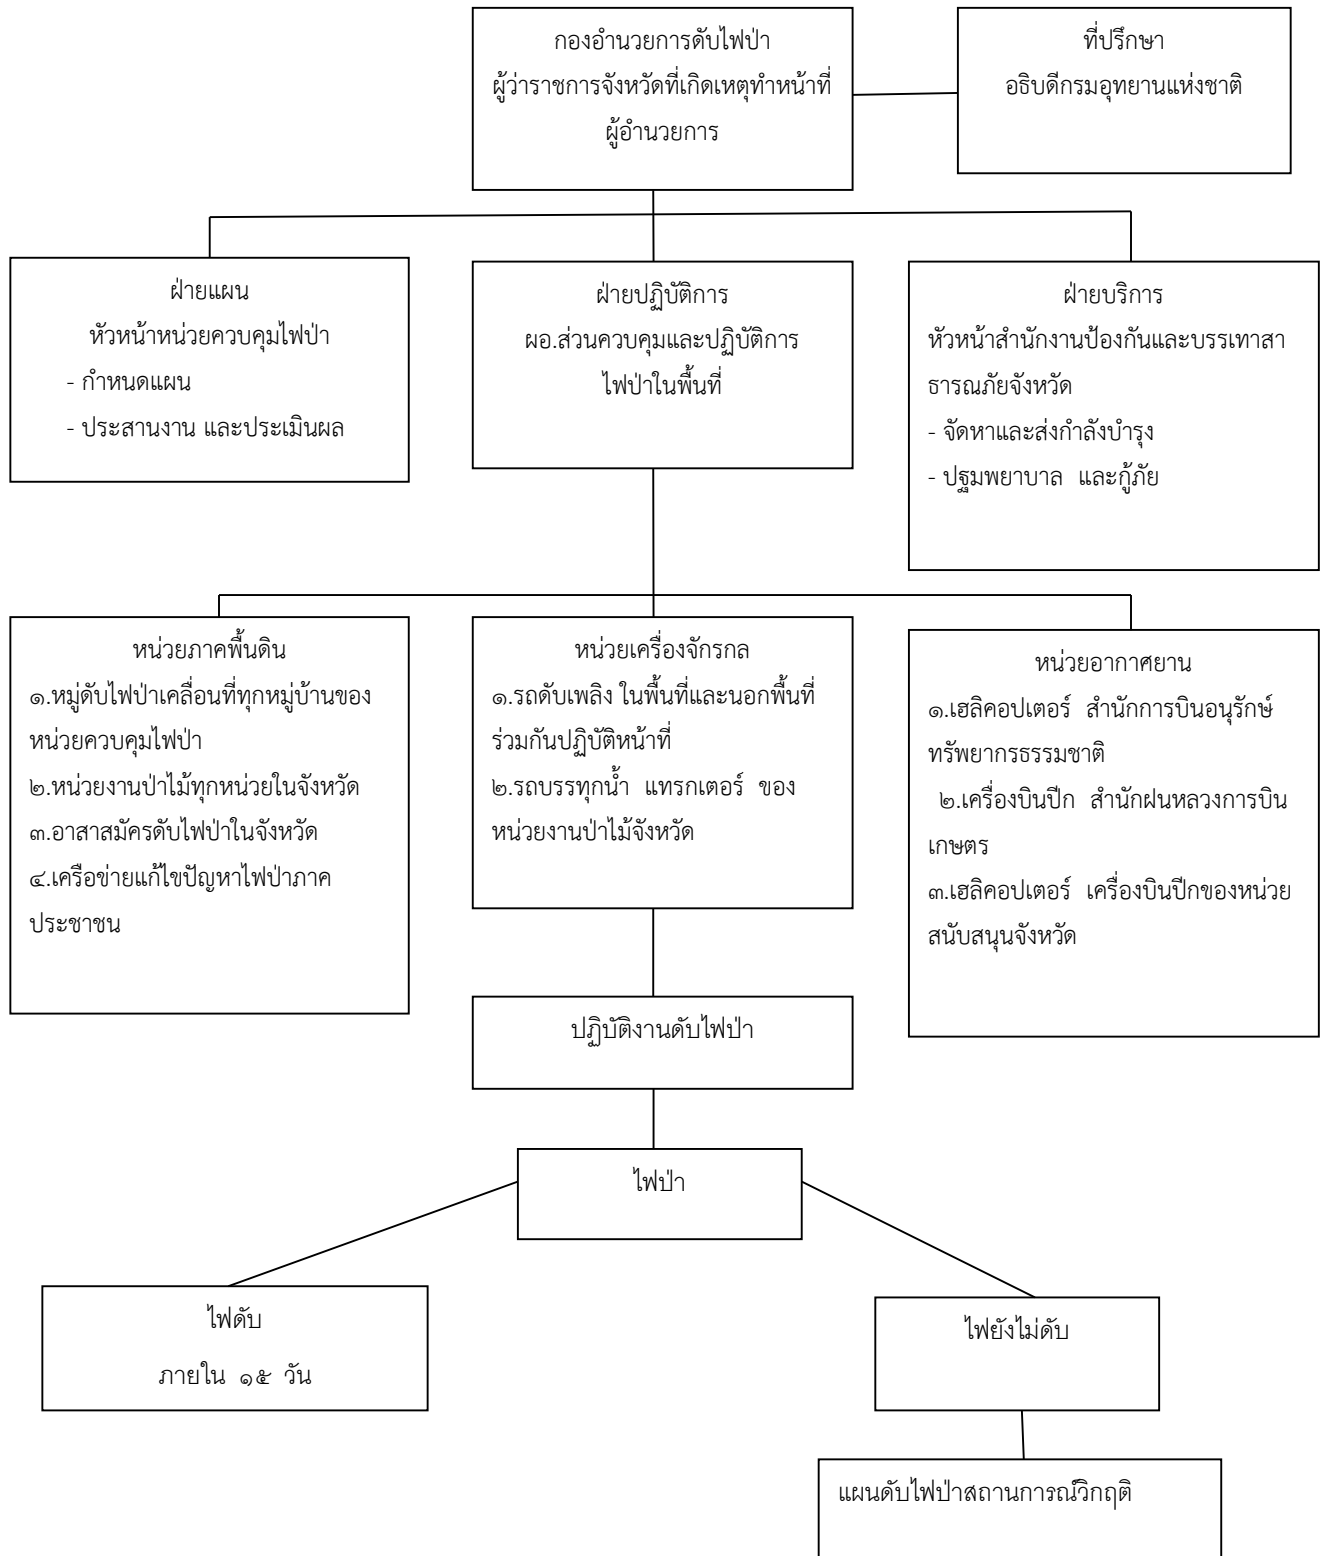 กองอำนวยการดับไฟป่า
ผู้ว่าราชการจังหวัดที่เกิดเหตุทำหน้าที่
ผู้อำนวยการ
ที่ปรึกษา
อธิบดีกรมอุทยานแห่งชาติ
ฝ่ายแผน
หัวหน้าหน่วยควบคุมไฟป่า
- กำหนดแผน
- ประสานงาน และประเมินผล
ฝ่ายปฏิบัติการ
ผอ.ส่วนควบคุมและปฏิบัติการ
ไฟป่าในพื้นที่
ฝ่ายบริการ
หัวหน้าสำนักงานป้องกันและบรรเทาสา
ธารณภัยจังหวัด
- จัดหาและส่งกำลังบำรุง
- ปฐมพยาบาล และกู้ภัย
หน่วยภาคพื้นดิน
๑.หมู่ดับไฟป่าเคลื่อนที่ทุกหมู่บ้านของ
หน่วยควบคุมไฟป่า
๒.หน่วยงานป่าไม้ทุกหน่วยในจังหวัด
๓.อาสาสมัครดับไฟป่าในจังหวัด
๔.เครือข่ายแก้ไขปัญหาไฟป่าภาค
ประชาชน
หน่วยเครื่องจักรกล
๑.รถดับเพลิง ในพื้นที่และนอกพื้นที่
ร่วมกันปฏิบัติหน้าที่
๒.รถบรรทุกน้ำ แทรกเตอร์ ของ
หน่วยงานป่าไม้จังหวัด
หน่วยอากาศยาน
๑.เฮลิคอปเตอร์ สำนักการบินอนุรักษ์
ทรัพยากรธรรมชาติ
๒.เครื่องบินปีก สำนักฝนหลวงการบิน
เกษตร
๓.เฮลิคอปเตอร์ เครื่องบินปีกของหน่วย
สนับสนุนจังหวัด
ปฏิบัติงานดับไฟป่า
ไฟป่า
ไฟดับ
ภายใน ๑๕ วัน
ไฟยังไม่ดับ
แผนดับไฟป่าสถานการณ์วิกฤติ